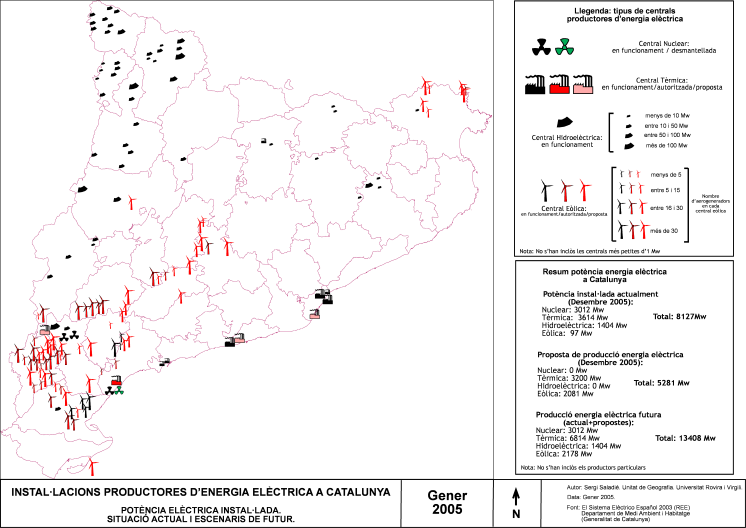 Llegenda: tipus de centrals
productores d'energia elèctrica
Central Nuclear:
en funcionament / desmantellada
Central Tèrmica:
en funcionament/autoritzada/proposta
Central Hidroelèctrica:
en funcionament
menys de 10 Mw
entre 10 i 50 Mw
entre 50 i 100 Mw
més de 100 Mw
Central Eòlica:
en funcionament/autoritzada/proposta
menys de 5
entre 5 i 15
entre 16 i 30
més de 30
Nombre
d'aerogeneradors
en cada
central eòlica
Nota: No s'han inclòs les centrals més petites d'1 Mw
Resum potència energia elèctrica
a Catalunya
Potència instal·lada actualment
(Desembre 2005):
Nuclear: 3012 Mw
Tèrmica: 3614 Mw
Hidroelèctrica: 1404 Mw
Eòlica: 97 Mw
Total: 8127Mw
Proposta de producció energia elèctrica
(Desembre 2005):
Nuclear: 0 Mw
Tèrmica: 3200 Mw
Hidroelèctrica: 0 Mw
Eòlica: 2081 Mw
Total: 5281 Mw
Producció energia elèctrica futura
(actual+propostes):
Nuclear: 3012 Mw
Tèrmica: 6814 Mw
Hidroelèctrica: 1404 Mw
Eòlica: 2178 Mw
Total: 13408 Mw
Nota: No s'han inclòs els productors particulars
INSTAL·LACIONS PRODUCTORES D'ENERGIA ELÈCTRICA A CATALUNYA
POTÈNCIA ELÈCTRICA INSTAL·LADA.
SITUACIÓ ACTUAL I ESCENARIS DE FUTUR.
Gener
2005
N
Autor: Sergi Saladié. Unitat de Geografia. Universitat Rovira i Virgili.
Data: Gener 2005.
Font: El Sistema Eléctrico Español 2003 (REE)
Departament de Medi Ambient i Habitatge
(Generalitat de Catalunya)